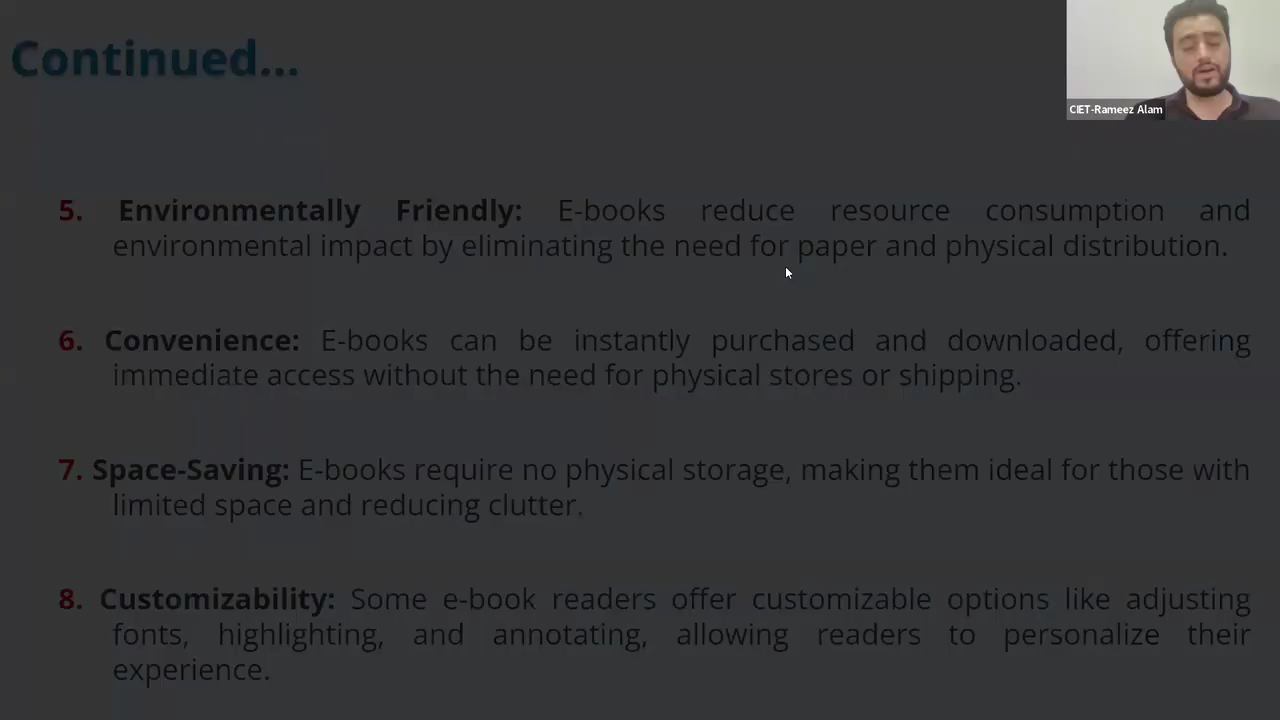 Continued...
CIET-Rameez Alam
5. Environmentally Friendly: E-books reduce resource consumption and
environmental impact by eliminating the need for paper and physical distribution.
6. Convenience: E-books can be instantly purchased and downloaded, offering
immediate access without the need for physical stores or shipping.
7. Space-Saving: E-books require no physical storage, making them ideal for those with
limited space and reducing clutter.
8. Customizability: Some e-book readers offer customizable options like adjusting
fonts, highlighting, and annotating, allowing readers to personalize their
experience.